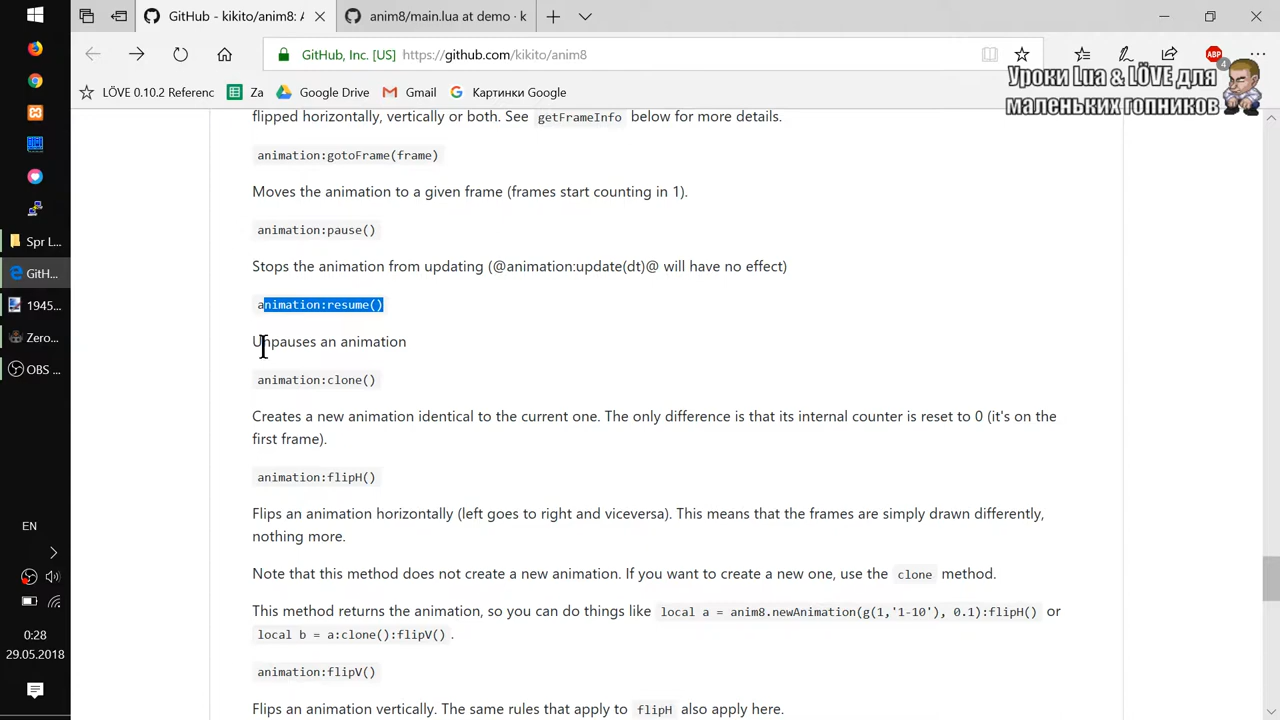 GitHub - kikito/anim8: A
anim8/main.lua at demo · k
GitHub, Inc. [US] https://github.com/kikito/anim8
ABP
4
LÖVE 0.10.2 Referenc
Za
Google Drive
Gmail
Картинки Google
Уроки Lua & LÖVE для
маленьких гопников
flipped horizontally, vertically or both. See getFrameInfo below for more details.
animation:gotoFrame(frame)
Moves the animation to a given frame (frames start counting in 1).
animation:pause()
Stops the animation from updating (@animation:update(dt)@ will have no effect)
animation:resume()
Unpauses an animation
animation:clone()
Creates a new animation identical to the current one. The only difference is that its internal counter is reset to 0 (it's on the
first frame).
animation:flipH()
Flips an animation horizontally (left goes to right and viceversa). This means that the frames are simply drawn differently,
nothing more.
Note that this method does not create a new animation. If you want to create a new one, use the clone method.
This method returns the animation, so you can do things like local a = anim8.newAnimation(g(1,'1-10'), 0.1):flipH() or
local b = a:clone():flipV() .
animation:flipV()
Flips an animation vertically. The same rules that apply to flipH also apply here.
Spr L...
GitH...
1945...
Zero...
OBS ...
EN
0:28
29.05.2018